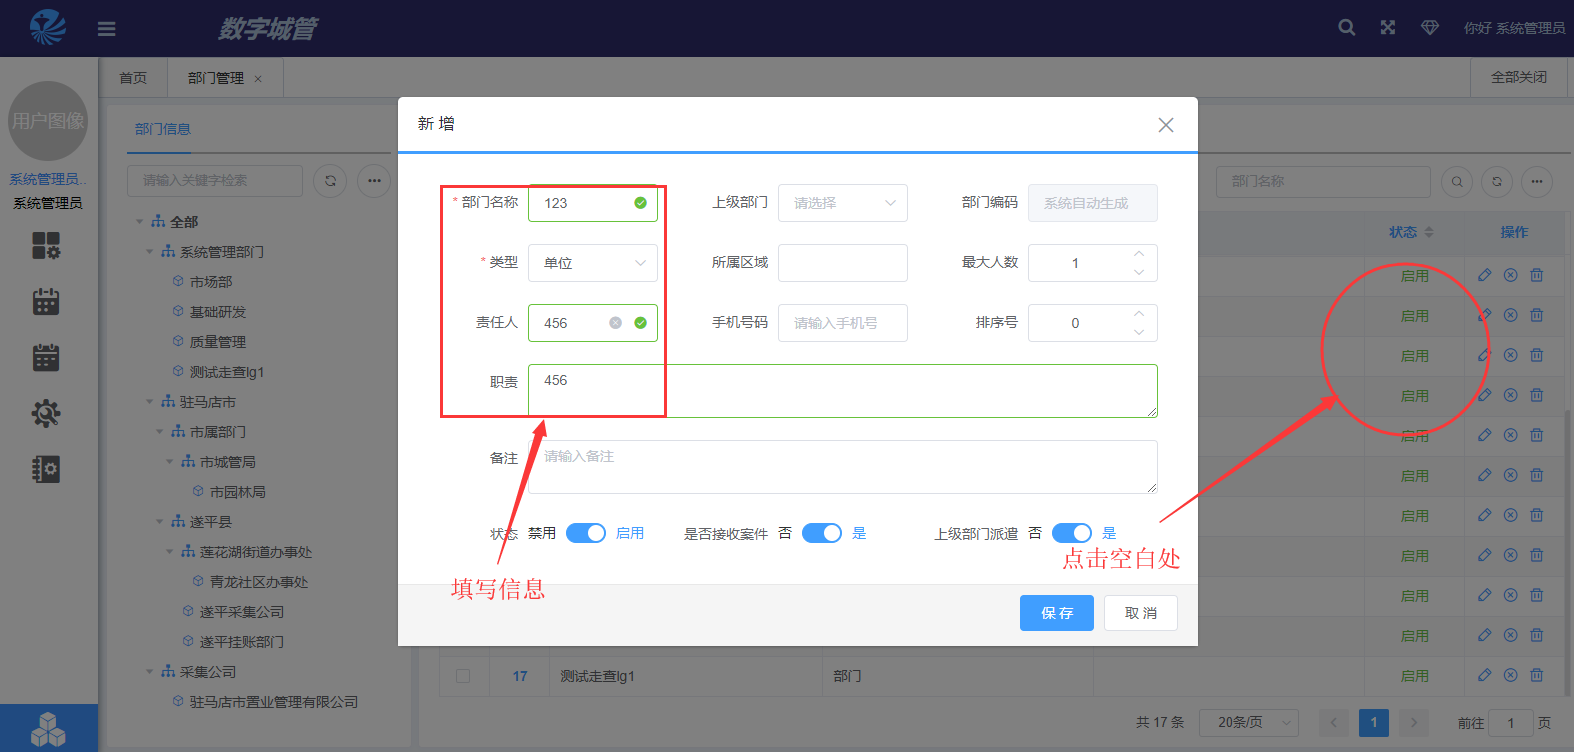 数字城管
你好 系统管理员
首页
部门管理 ×
全部关闭
用户图像
系统管理员..
系统管理员
部门信息
请输入关键字检索
全部
系统管理部门
市场部
基础研发
质量管理
测试走查lg1
驻马店市
市属部门
市城管局
市园林局
遂平县
莲花湖街道办事处
青龙社区办事处
遂平采集公司
遂平挂账部门
采集公司
驻马店市置业管理有限公司
新 增
* 部门名称 123 上级部门 请选择 部门编码 系统自动生成
* 类型 单位 所属区域 最大人数 1
责任人 456 手机号码 请输入手机号 排序号 0
职责 456
备注 请输入备注
状态 禁用 启用 是否接收案件 否 是 上级部门派遣 否 是
填写信息
点击空白处
保 存 取 消
部门名称
状态 操作
启用
启用
启用
启用
启用
启用
启用
启用
启用
启用
17 测试走查lg1 部门 启用
共 17 条 20条/页 1 前往 1 页